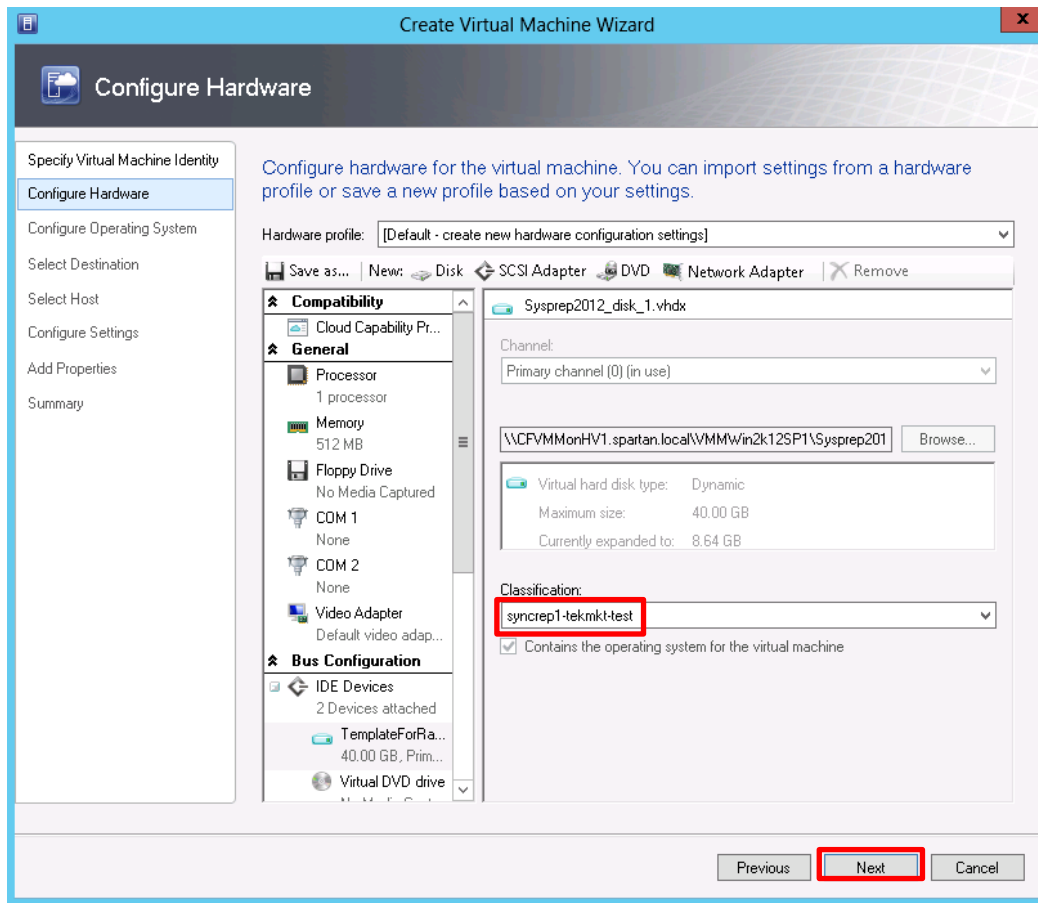 Create Virtual Machine Wizard
x
Configure Hardware
Specify Virtual Machine Identity
Configure Hardware
Configure Operating System
Select Destination
Select Host
Configure Settings
Add Properties
Summary
Configure hardware for the virtual machine. You can import settings from a hardware
profile or save a new profile based on your settings.
Hardware profile: [Default - create new hardware configuration settings]
Save as... New: Disk SCSI Adapter DVD Network Adapter Remove
Compatibility
Cloud Capability Pr...
General
Processor
1 processor
Memory
512 MB
Floppy Drive
No Media Captured
COM 1
None
COM 2
None
Video Adapter
Default video adap...
Bus Configuration
IDE Devices
2 Devices attached
TemplateForRa...
40.00 GB, Prim...
Virtual DVD drive
Sysprep2012_disk_1.vhdx
Channel:
Primary channel (0) (in use)
\\CFVMMonHV1.spartan.local\VMMWin2k12SP1\Sysprep201 Browse...
Virtual hard disk type: Dynamic
Maximum size: 40.00 GB
Currently expanded to: 8.64 GB
Classification:
syncrep1-tekmkt-test
Contains the operating system for the virtual machine
Previous Next Cancel